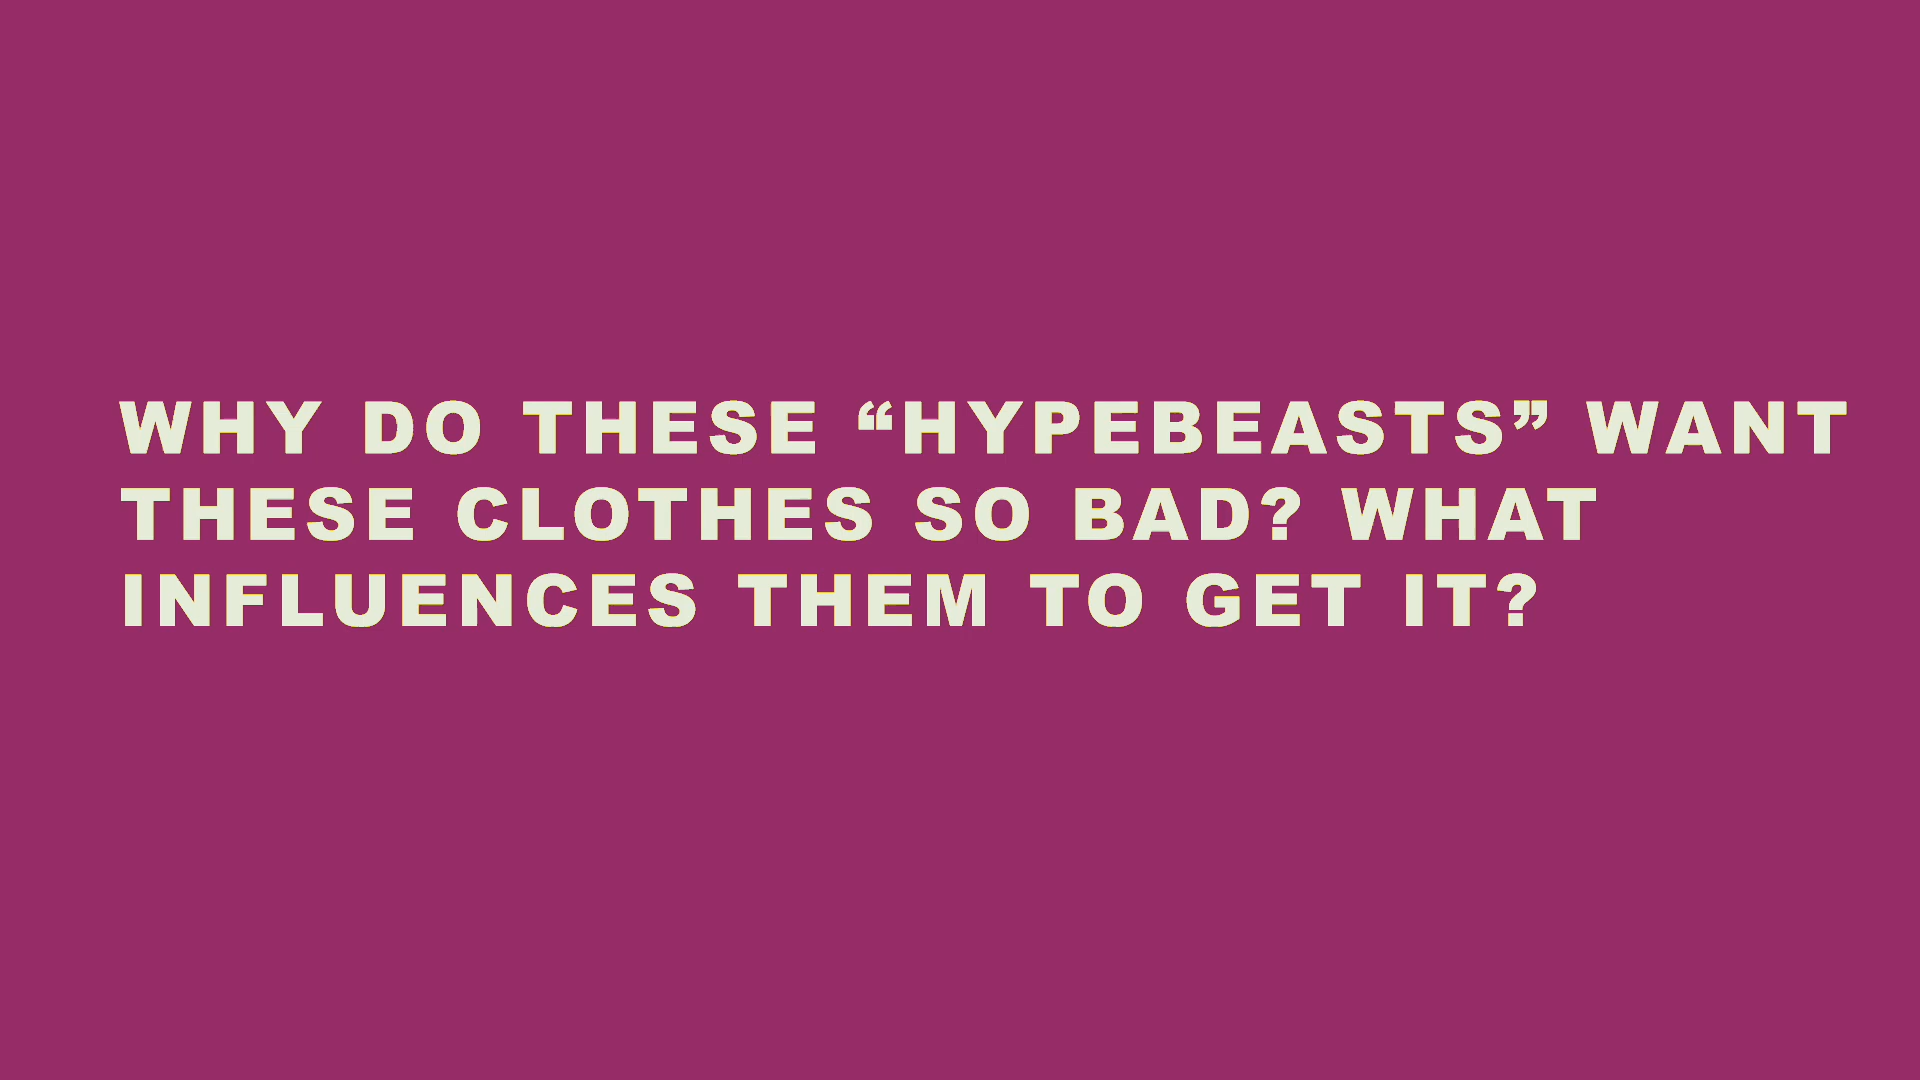 WHY DO THESE “HYPEBEASTS” WANT
THESE CLOTHES SO BAD? WHAT
INFLUENCES THEM TO GET IT?